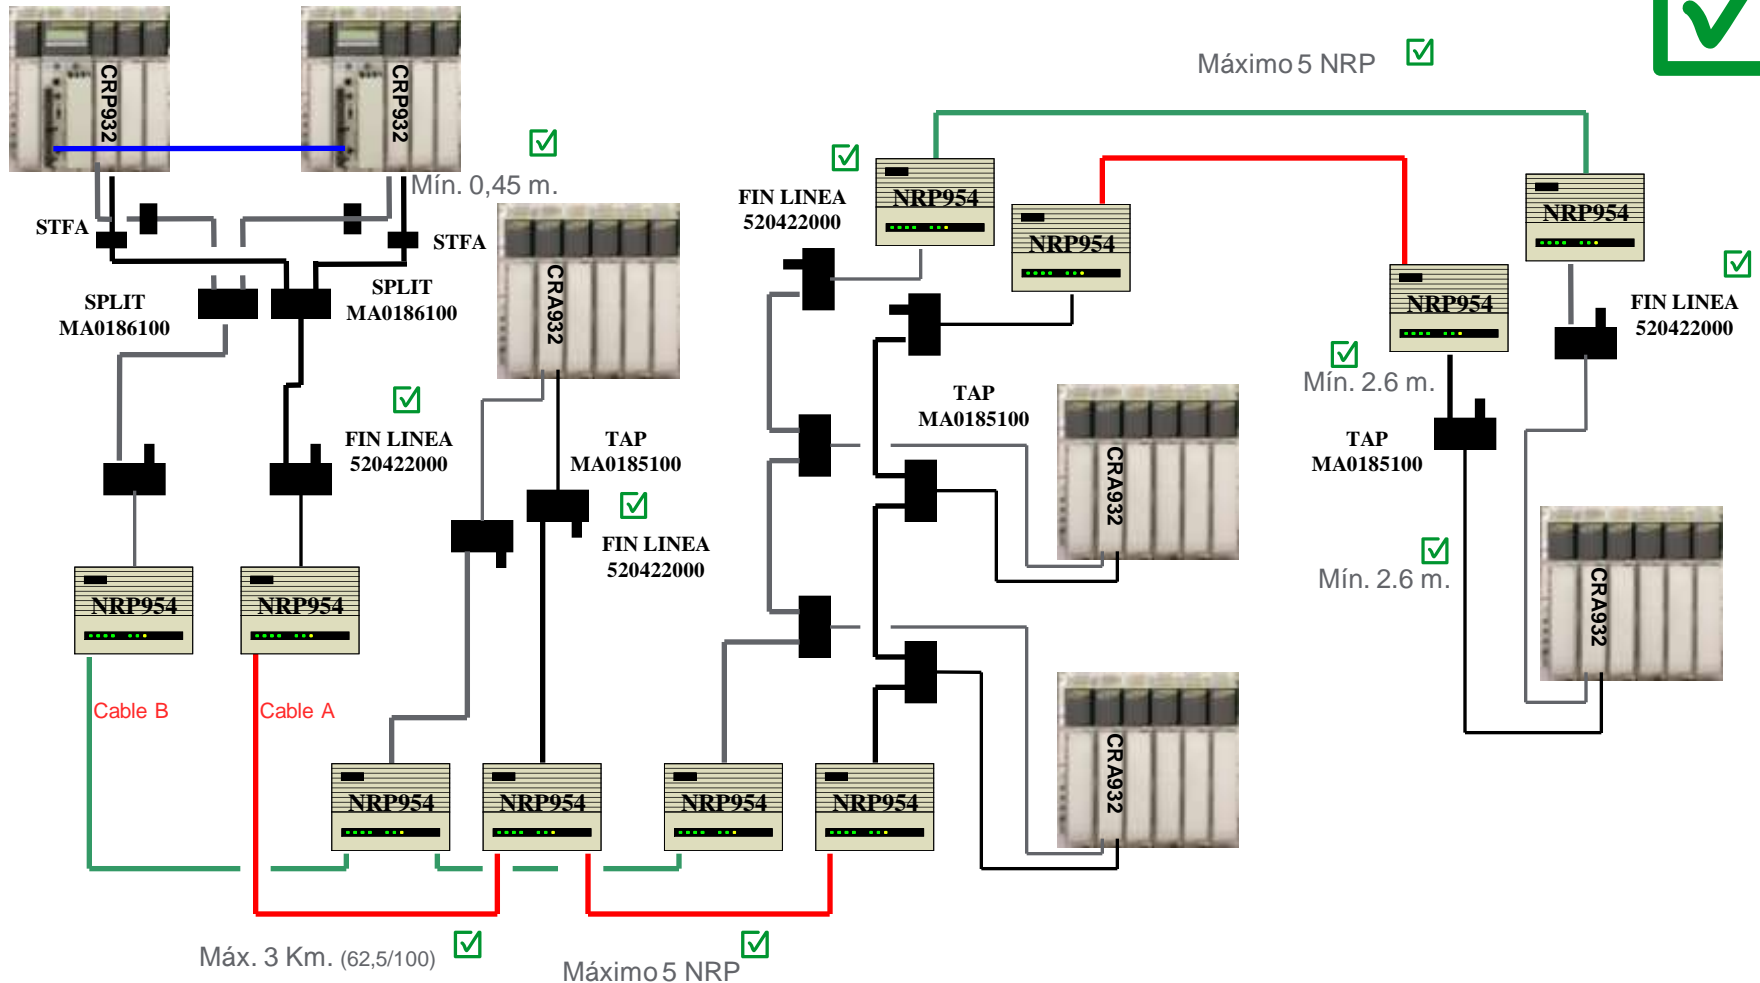 CRP932
CRP932
Máximo 5 NRP
Mín. 0,45 m.
STFA
STFA
SPLIT
MA0186100
SPLIT
MA0186100
CRA932
FIN LINEA
520422000
NRP954
NRP954
NRP954
NRP954
FIN LINEA
520422000
Mín. 2.6 m.
FIN LINEA
520422000
TAP
MA0185100
TAP
MA0185100
TAP
MA0185100
CRA932
FIN LINEA
520422000
Mín. 2.6 m.
CRA932
NRP954
NRP954
Cable B
Cable A
CRA932
NRP954
NRP954
NRP954
NRP954
Máx. 3 Km. (62,5/100)
Máximo 5 NRP